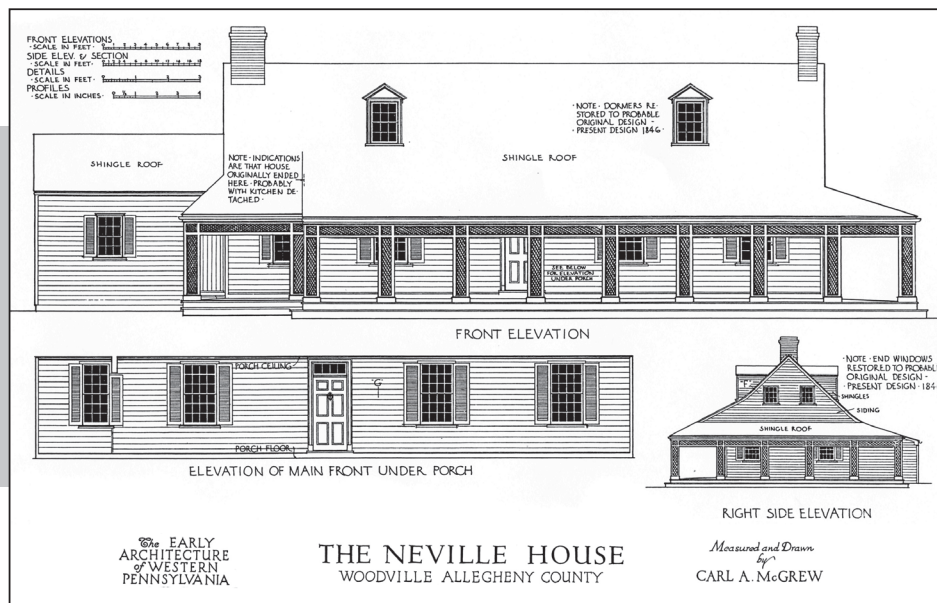 FRONT ELEVATIONS
· SCALE IN FEET ·
SIDE ELEV. & SECTION
· SCALE IN FEET ·
DETAILS
· SCALE IN FEET ·
PROFILES
· SCALE IN INCHES ·
· NOTE · DORMERS RE-
STORED TO PROBABLE
ORIGINAL DESIGN -
· PRESENT DESIGN 1846 ·
SHINGLE ROOF
NOTE · INDICATIONS
ARE THAT HOUSE
ORIGINALLY ENDED
HERE · PROBABLY
WITH KITCHEN DE-
TACHED ·
SHINGLE ROOF
SEE BELOW
FOR ELEVATION
UNDER PORCH
FRONT ELEVATION
PORCH CEILING
"G"
PORCH FLOOR
ELEVATION OF MAIN FRONT UNDER PORCH
· NOTE · END WINDOWS
RESTORED TO PROBABL
ORIGINAL DESIGN -
· PRESENT DESIGN · 184
"F"
SHINGLES
SIDING
SHINGLE ROOF
RIGHT SIDE ELEVATION
The EARLY
ARCHITECTURE
of WESTERN
PENNSYLVANIA
THE NEVILLE HOUSE
WOODVILLE ALLEGHENY COUNTY
Measured and Drawn
by
CARL A. McGREW